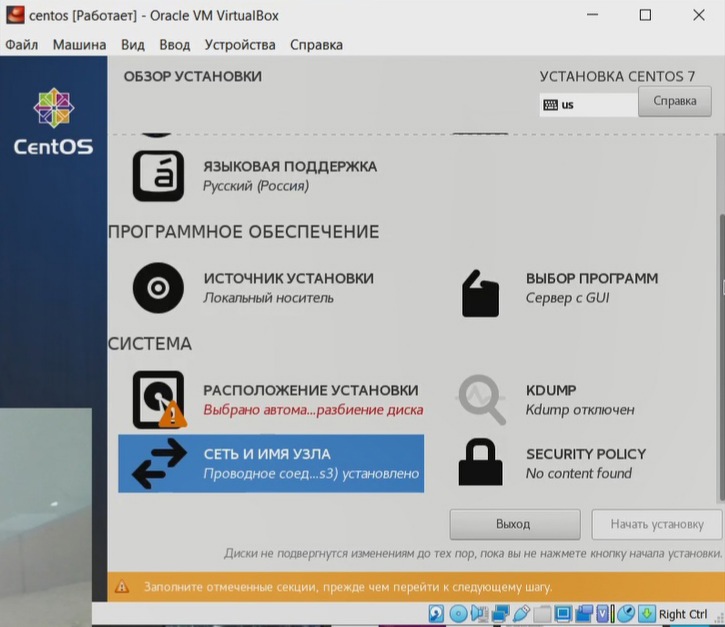 centos [Работает] - Oracle VM VirtualBox
Файл Машина Вид Ввод Устройства Справка
ОБЗОР УСТАНОВКИ
УСТАНОВКА CENTOS 7
us
Справка
CentOS
ЯЗЫКОВАЯ ПОДДЕРЖКА
Русский (Россия)
ПРОГРАММНОЕ ОБЕСПЕЧЕНИЕ
ИСТОЧНИК УСТАНОВКИ
Локальный носитель
ВЫБОР ПРОГРАММ
Сервер с GUI
СИСТЕМА
РАСПОЛОЖЕНИЕ УСТАНОВКИ
Выбрано автома...разбиение диска
KDUMP
Kdump отключен
СЕТЬ И ИМЯ УЗЛА
Проводное соед...s3) установлено
SECURITY POLICY
No content found
Выход
Начать установку
Диски не подвергнутся изменениям до тех пор, пока вы не нажмете кнопку начала установки.
Заполните отмеченные секции, прежде чем перейти к следующему шагу.
Right Ctrl